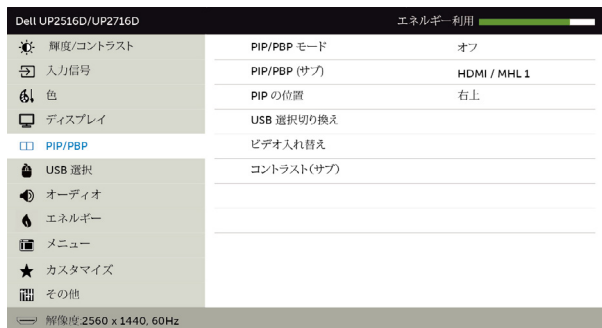 Dell UP2516D/UP2716D エネルギー利用
輝度/コントラスト PIP/PBP モード オフ
入力信号 PIP/PBP (サブ) HDMI / MHL 1
色 PIP の位置 右上
ディスプレイ USB 選択切り換え
PIP/PBP ビデオ入れ替え
USB 選択 コントラスト(サブ)
オーディオ
エネルギー
メニュー
カスタマイズ
その他
解像度:2560 x 1440, 60Hz